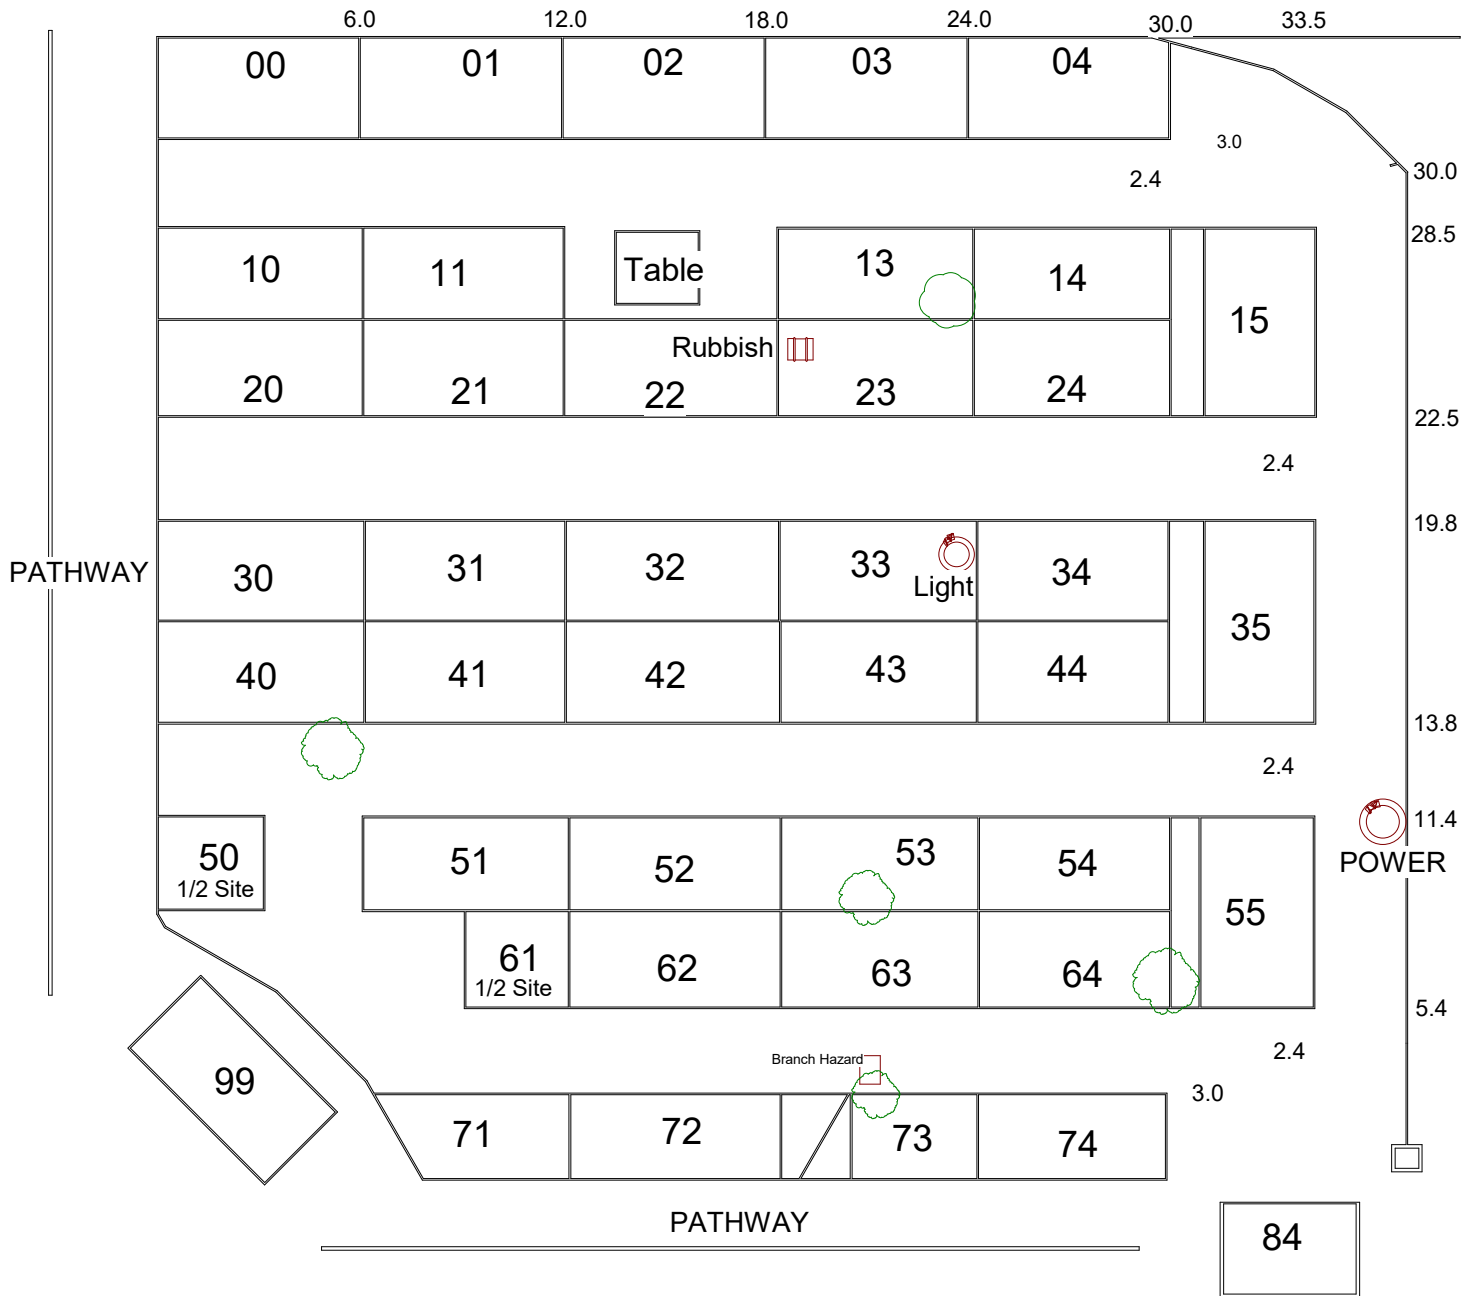 6.0 12.0 18.0 24.0 30.0 33.5
00 01 02 03 04
3.0
2.4
30.0
28.5
10 11 Table 13 14
15
Rubbish
20 21 22 23 24
22.5
2.4
19.8
PATHWAY
30 31 32 33 34
Light
35
40 41 42 43 44
13.8
2.4
11.4
POWER
50
1/2 Site
51 52 53 54
55
61
1/2 Site
62 63 64
5.4
2.4
Branch Hazard
99
3.0
71 72 73 74
PATHWAY
84